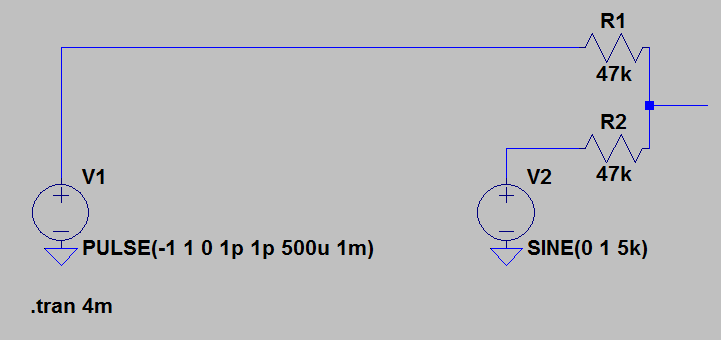 R1
47k
R2
47k
V1
V2
PULSE(-1 1 0 1p 1p 500u 1m)
SINE(0 1 5k)
.tran 4m